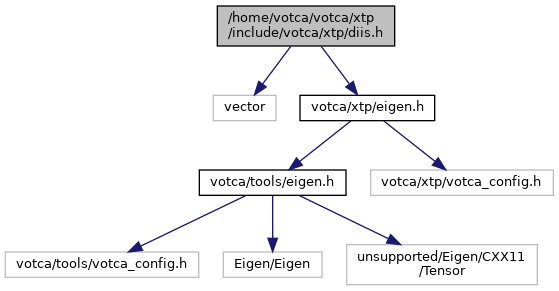 /home/votca/votca/xtp
/include/votca/xtp/diis.h
vector
votca/xtp/eigen.h
votca/tools/eigen.h
votca/xtp/votca_config.h
votca/tools/votca_config.h
Eigen/Eigen
unsupported/Eigen/CXX11
/Tensor